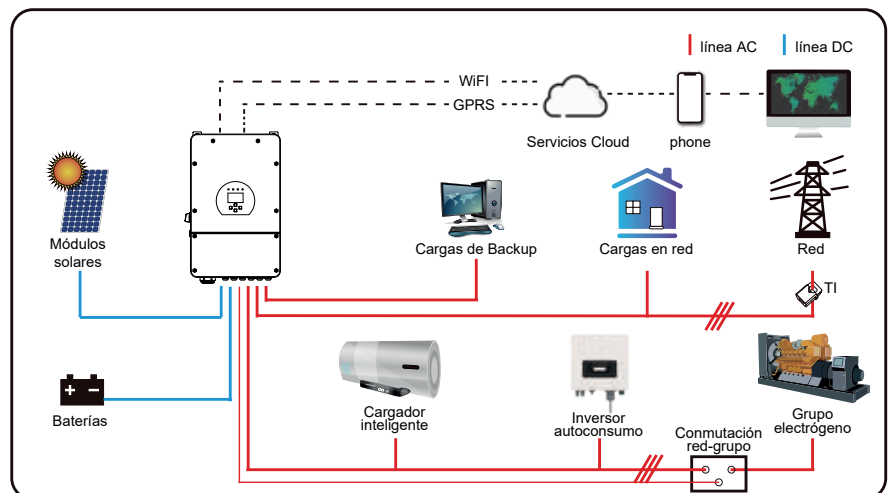 línea AC
línea DC
WiFI
GPRS
Servicios Cloud
phone
Módulos
solares
Cargas de Backup
Cargas en red
Red
TI
Baterías
Cargador
inteligente
Inversor
autoconsumo
Conmutación
red-grupo
Grupo
electrógeno